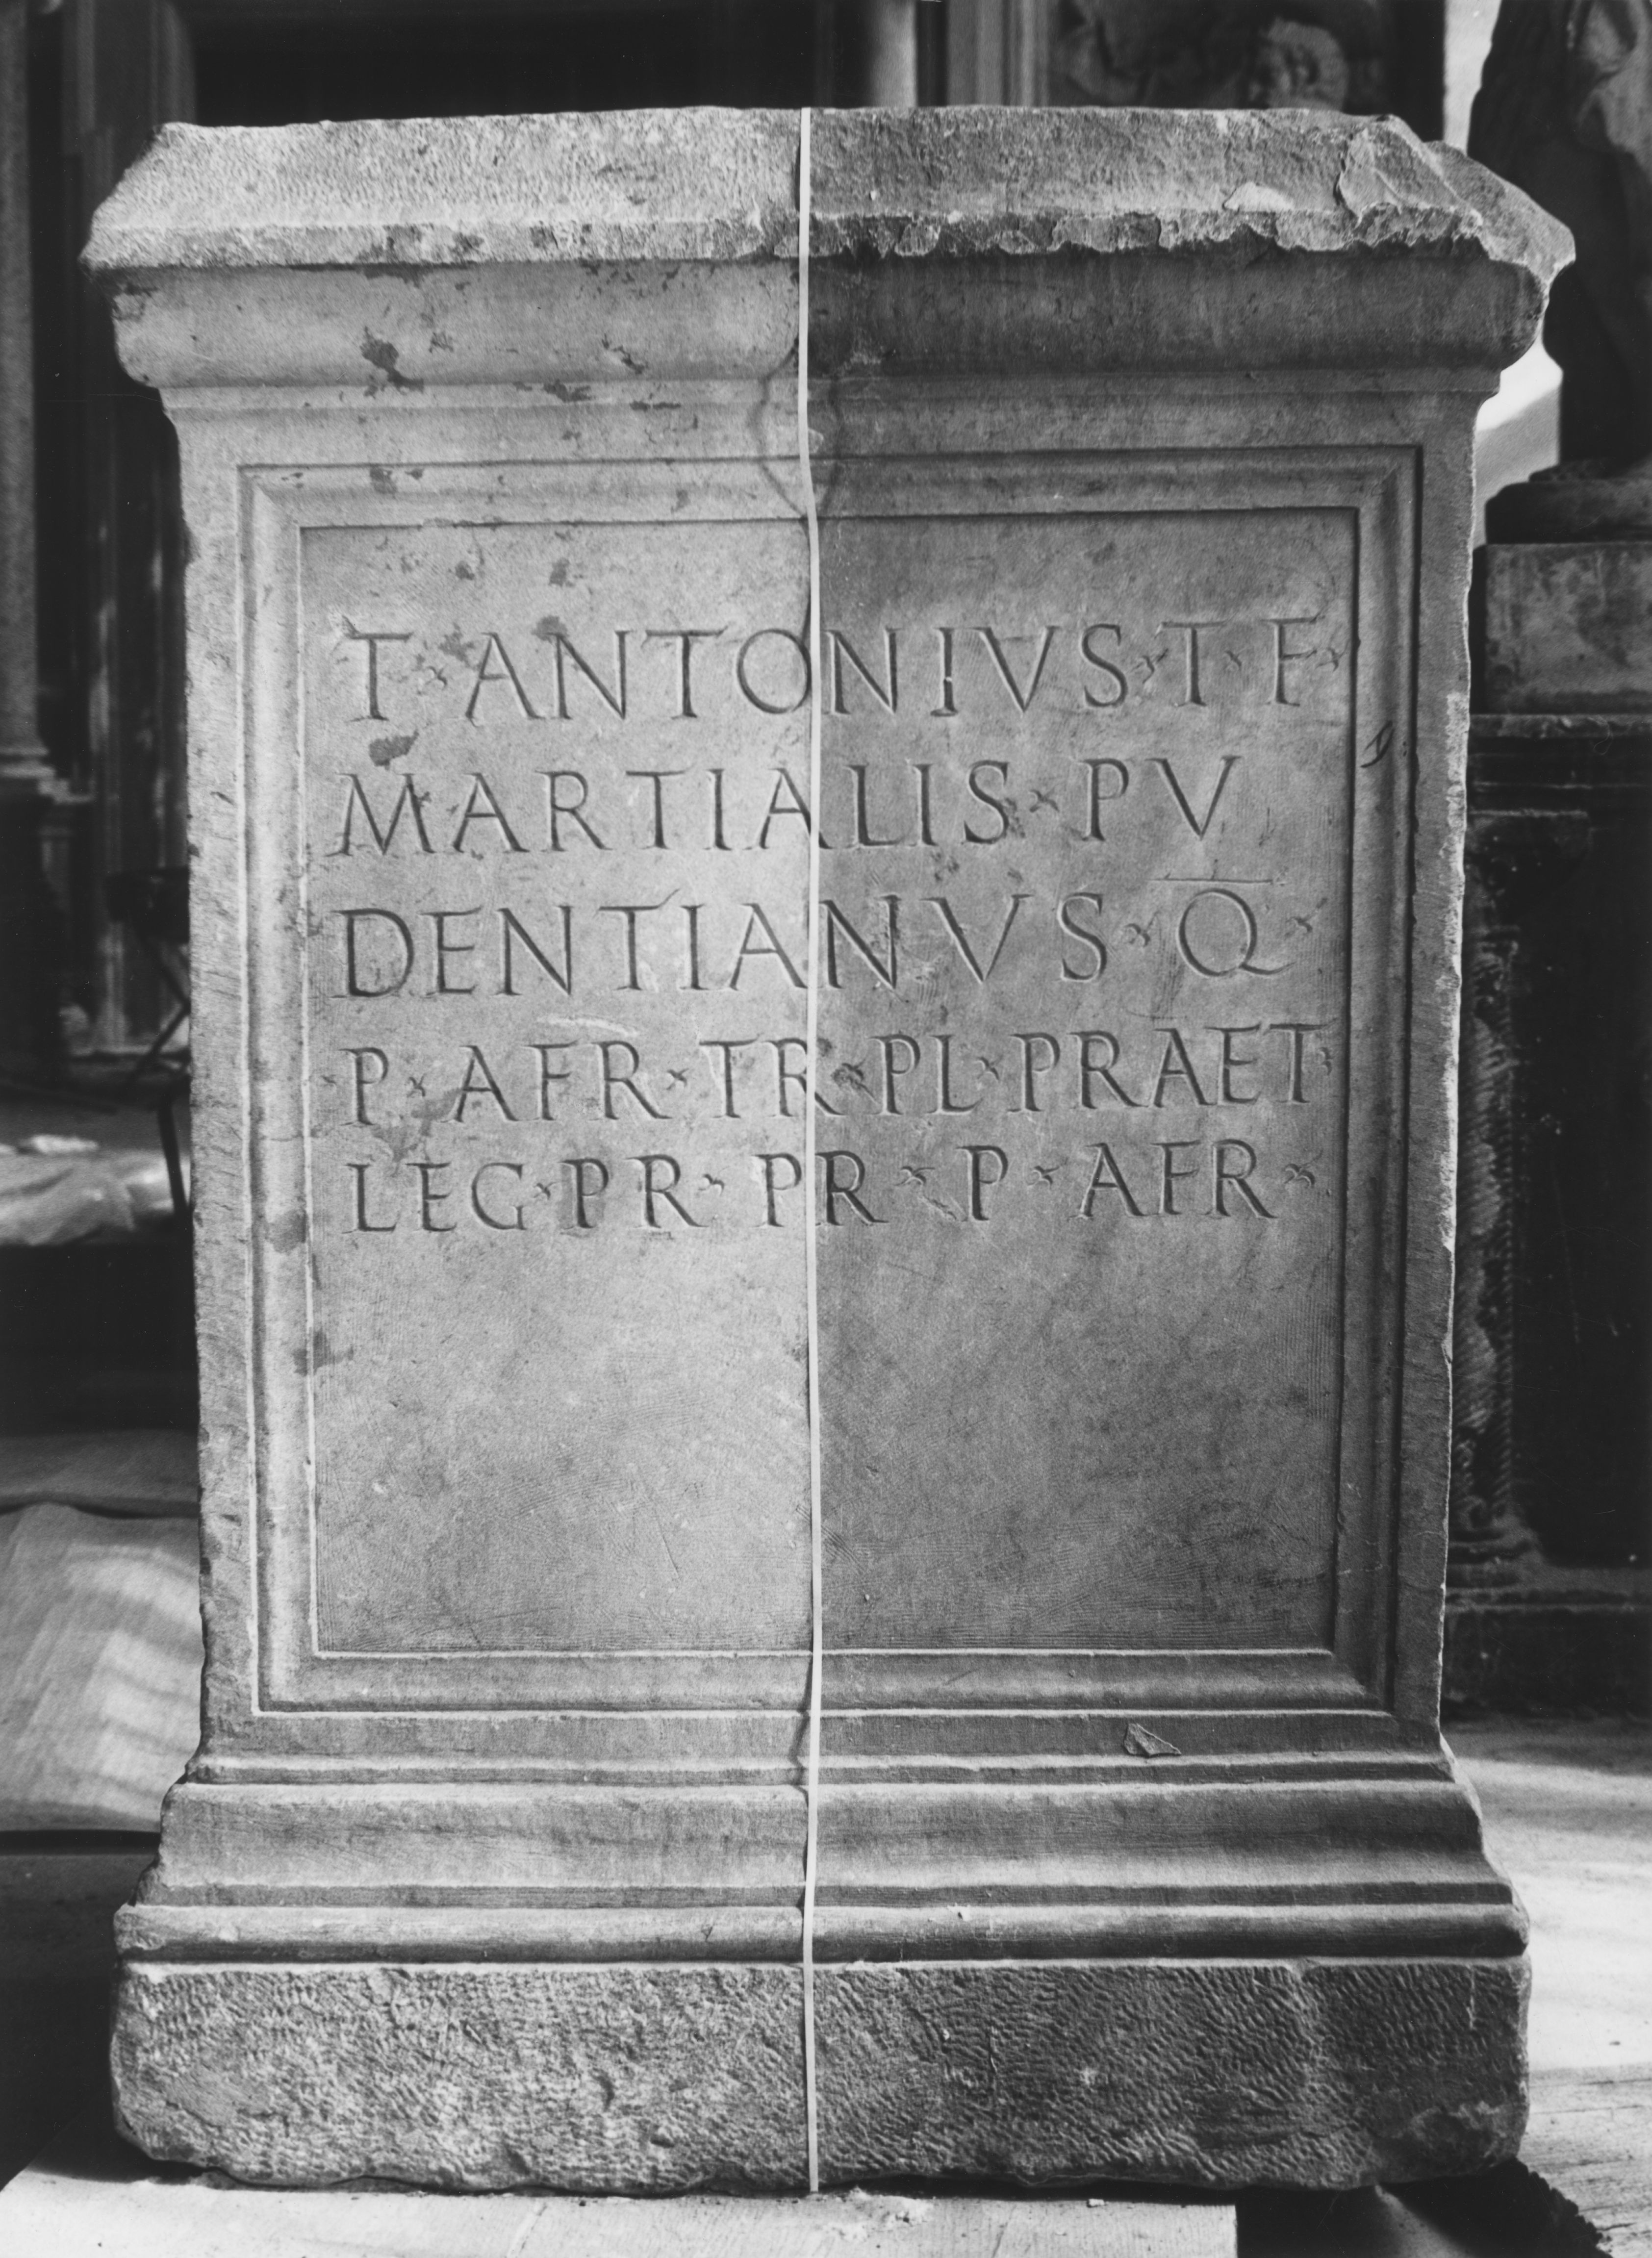 T·ANTONIVS·T·F·
MARTIALIS·PV
DENTIANVS·Q̅·
·P·AFR·TR·PL·PRAET·
LEG·PR·PR·P·AFR·